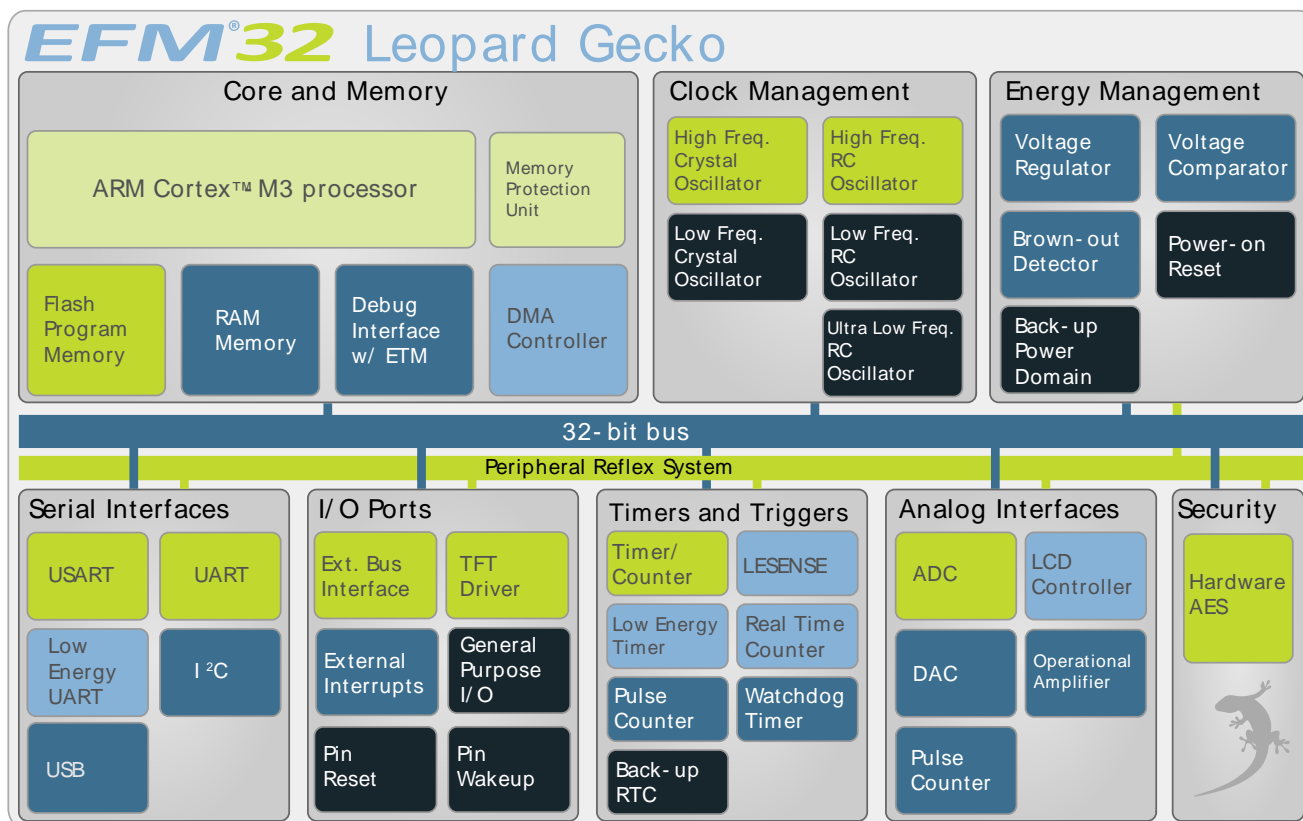 EFM®32 Leopard Gecko
Core and Memory
ARM Cortex™ M3 processor
Memory
Protection
Unit
Flash
Program
Memory
RAM
Memory
Debug
Interface
w/ ETM
DMA
Controller
Clock Management
High Freq.
Crystal
Oscillator
High Freq.
RC
Oscillator
Low Freq.
Crystal
Oscillator
Low Freq.
RC
Oscillator
Ultra Low Freq.
RC
Oscillator
Energy Management
Voltage
Regulator
Voltage
Comparator
Brown-out
Detector
Power-on
Reset
Back-up
Power
Domain
32-bit bus
Peripheral Reflex System
Serial Interfaces
USART
UART
Low
Energy
UART
I²C
USB
I/O Ports
Ext. Bus
Interface
TFT
Driver
External
Interrupts
General
Purpose
I/O
Pin
Reset
Pin
Wakeup
Timers and Triggers
Timer/
Counter
LESENSE
Low Energy
Timer
Real Time
Counter
Pulse
Counter
Watchdog
Timer
Back-up
RTC
Analog Interfaces
ADC
LCD
Controller
DAC
Operational
Amplifier
Pulse
Counter
Security
Hardware
AES